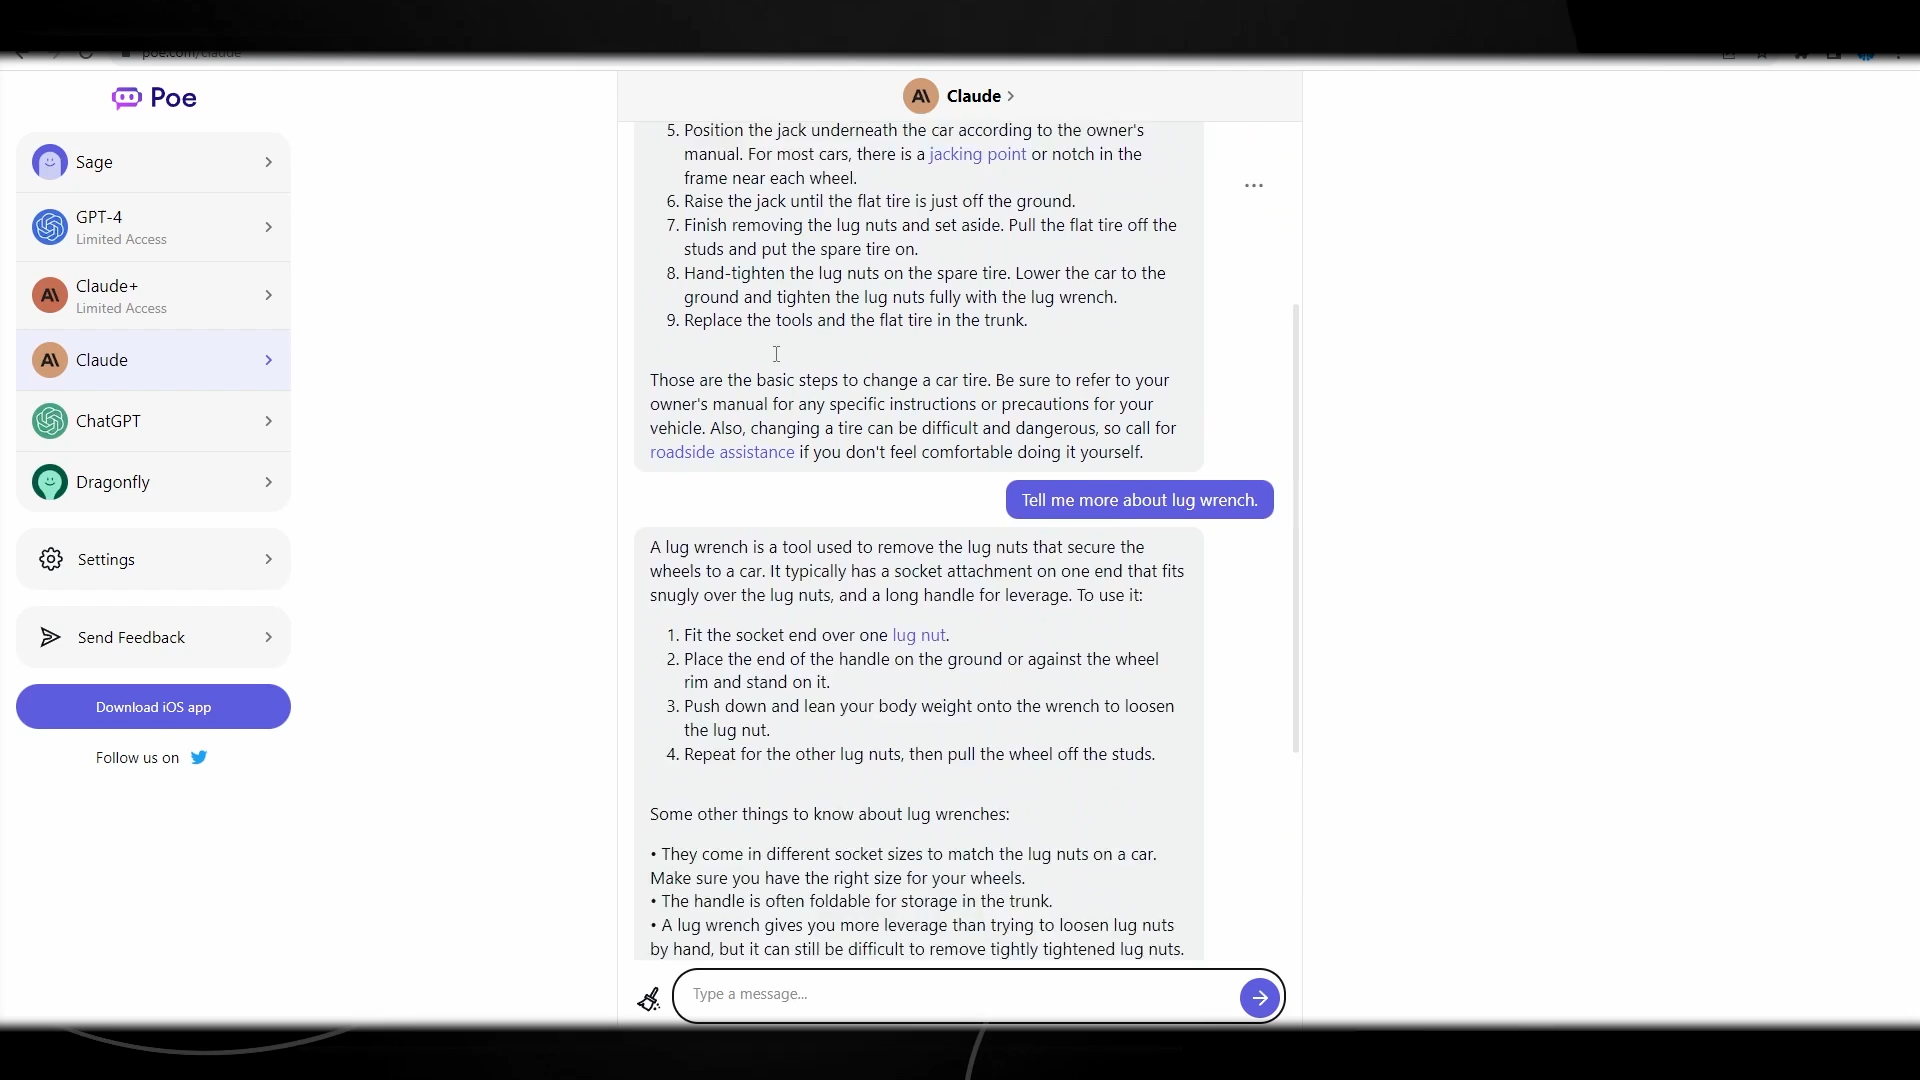 poe.com/claude
Poe
Sage
GPT-4
Limited Access
Claude+
Limited Access
Claude
ChatGPT
Dragonfly
Settings
Send Feedback
Download iOS app
Follow us on
Claude
5. Position the jack underneath the car according to the owner's
manual. For most cars, there is a jacking point or notch in the
frame near each wheel.
6. Raise the jack until the flat tire is just off the ground.
7. Finish removing the lug nuts and set aside. Pull the flat tire off the
studs and put the spare tire on.
8. Hand-tighten the lug nuts on the spare tire. Lower the car to the
ground and tighten the lug nuts fully with the lug wrench.
9. Replace the tools and the flat tire in the trunk.
Those are the basic steps to change a car tire. Be sure to refer to your
owner's manual for any specific instructions or precautions for your
vehicle. Also, changing a tire can be difficult and dangerous, so call for
roadside assistance if you don't feel comfortable doing it yourself.
Tell me more about lug wrench.
A lug wrench is a tool used to remove the lug nuts that secure the
wheels to a car. It typically has a socket attachment on one end that fits
snugly over the lug nuts, and a long handle for leverage. To use it:
1. Fit the socket end over one lug nut.
2. Place the end of the handle on the ground or against the wheel
rim and stand on it.
3. Push down and lean your body weight onto the wrench to loosen
the lug nut.
4. Repeat for the other lug nuts, then pull the wheel off the studs.
Some other things to know about lug wrenches:
• They come in different socket sizes to match the lug nuts on a car.
Make sure you have the right size for your wheels.
• The handle is often foldable for storage in the trunk.
• A lug wrench gives you more leverage than trying to loosen lug nuts
by hand, but it can still be difficult to remove tightly tightened lug nuts.
Type a message...